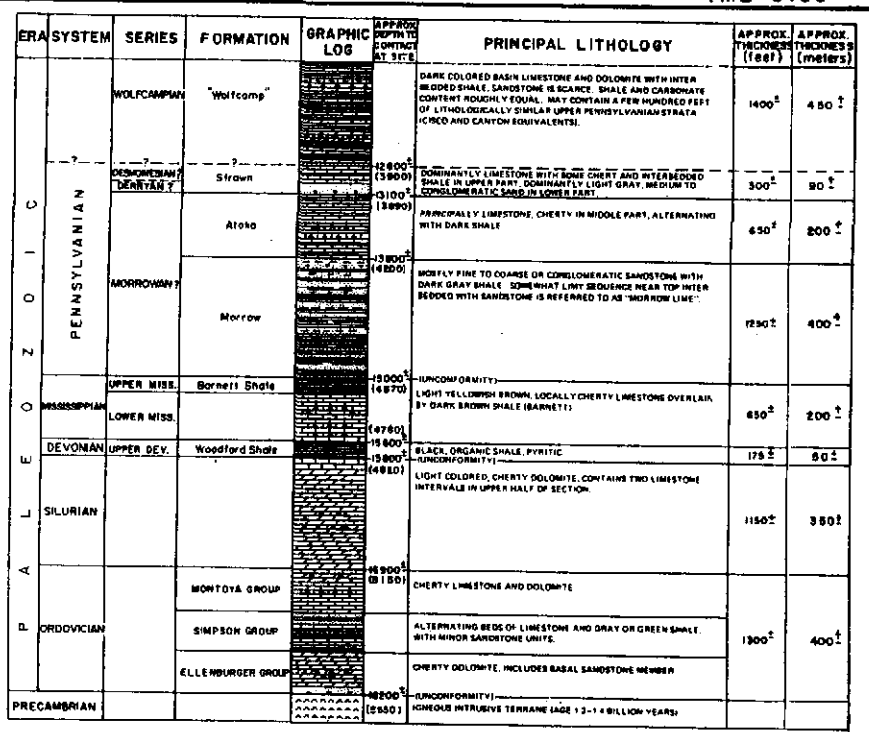 ERA SYSTEM SERIES FORMATION GRAPHIC LOG APPROX. DEPTH TO CONTACT AT SITE PRINCIPAL LITHOLOGY APPROX. THICKNESS (feet) APPROX. THICKNESS (meters)
PALEOZOIC
PENNSYLVANIAN
WOLFCAMPIAN "Wolfcamp"
DARK COLORED BASIN LIMESTONE AND DOLOMITE WITH INTER
BEDDED SHALE, SANDSTONE IS SCARCE. SHALE AND CARBONATE
CONTENT ROUGHLY EQUAL. MAY CONTAIN A FEW HUNDRED FEET
OF LITHOLOGICALLY SIMILAR UPPER PENNSYLVANIAN STRATA
(CISCO AND CANYON EQUIVALENTS).
1400± 450±
? ? ?
12800±
(3900)
DESMOINESIAN?
DERRYAN ?
Strawn
DOMINANTLY LIMESTONE WITH SOME CHERT AND INTERBEDDED
SHALE IN UPPER PART, DOMINANTLY LIGHT GRAY, MEDIUM TO
CONGLOMERATIC SAND IN LOWER PART.
300± 90±
13100±
(3990)
Atoka
PRINCIPALLY LIMESTONE, CHERTY IN MIDDLE PART, ALTERNATING
WITH DARK SHALE
650± 200±
13800±
(4200)
MORROWAN?
Morrow
MOSTLY FINE TO COARSE OR CONGLOMERATIC SANDSTONE WITH
DARK GRAY SHALE. SOMEWHAT LIMY SEQUENCE NEAR TOP INTER
BEDDED WITH SANDSTONE IS REFERRED TO AS "MORROW LIME".
1250± 400±
15000±
(4570)
(UNCONFORMITY)
MISSISSIPPIAN
UPPER MISS. Barnett Shale
LOWER MISS.
LIGHT YELLOWISH BROWN, LOCALLY CHERTY LIMESTONE OVERLAIN
BY DARK BROWN SHALE (BARNETT)
650± 200±
(4760)
15600±
DEVONIAN UPPER DEV. Woodford Shale
BLACK, ORGANIC SHALE, PYRITIC
175± 50±
15800±
(4810)
(UNCONFORMITY)
SILURIAN
LIGHT COLORED, CHERTY DOLOMITE, CONTAINS TWO LIMESTONE
INTERVALS IN UPPER HALF OF SECTION.
1150± 350±
16900±
(5150)
ORDOVICIAN
MONTOYA GROUP
CHERTY LIMESTONE AND DOLOMITE
SIMPSON GROUP
ALTERNATING BEDS OF LIMESTONE AND GRAY OR GREEN SHALE,
WITH MINOR SANDSTONE UNITS.
1300± 400±
ELLENBURGER GROUP
CHERTY DOLOMITE, INCLUDES BASAL SANDSTONE MEMBER
18200±
(5550)
(UNCONFORMITY)
PRECAMBRIAN
IGNEOUS INTRUSIVE TERRANE (AGE 1.2-1.4 BILLION YEARS)